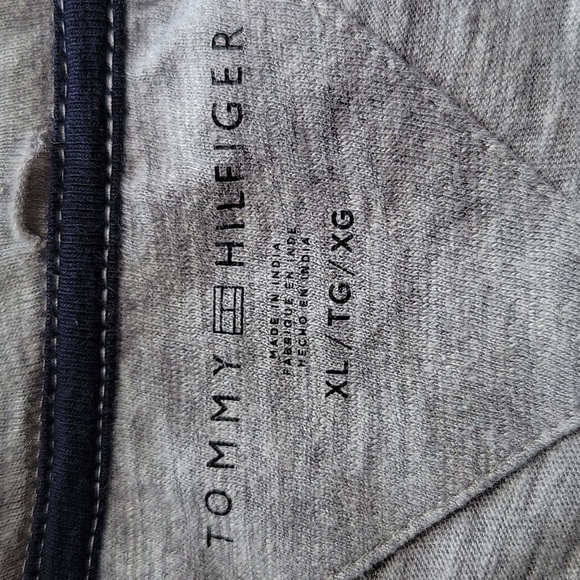 TOMMY HILFIGER
MADE IN INDIA
FABRIQUÉ EN INDE
HECHO EN INDIA
XL/TG/XG